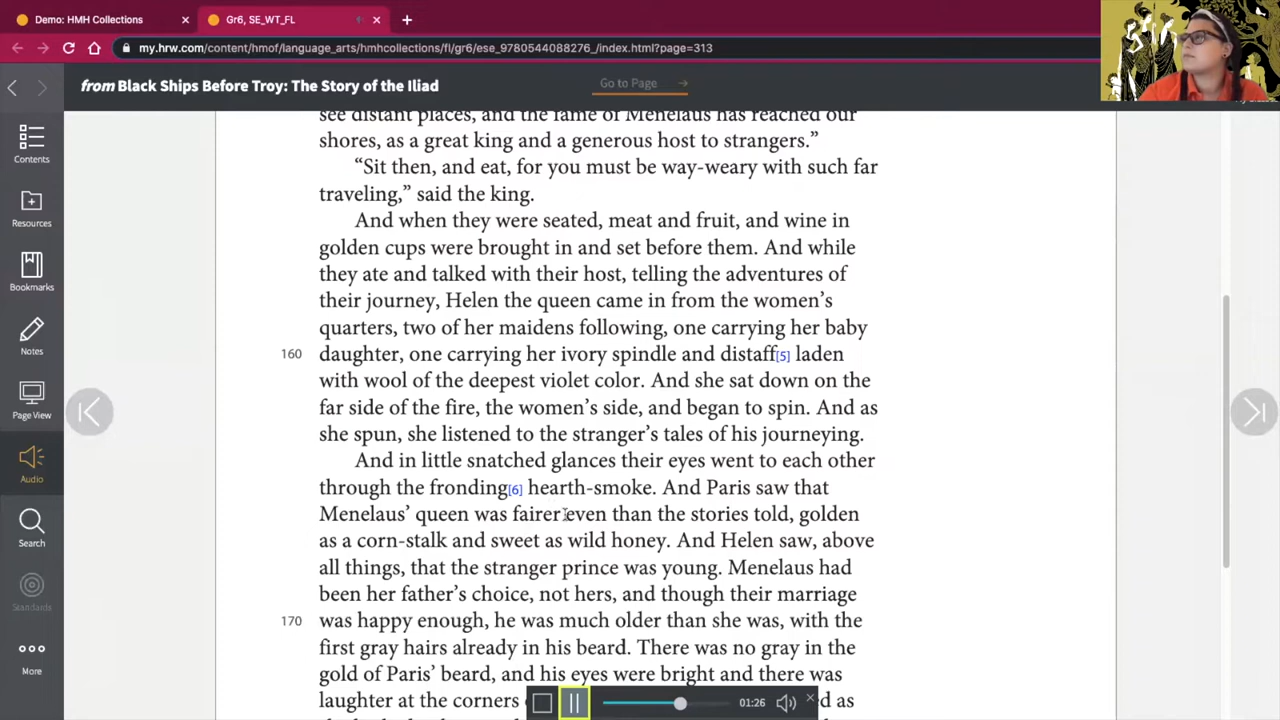 Demo: HMH Collections
Gr6, SE_WT_FL
my.hrw.com/content/hmof/language_arts/hmhcollections/fl/gr6/ese_9780544088276_/index.html?page=313
from Black Ships Before Troy: The Story of the Iliad
Go to Page
Contents
Resources
Bookmarks
Notes
Page View
Audio
Search
Standards
More
see distant places, and the fame of Menelaus has reached our
shores, as a great king and a generous host to strangers.”
“Sit then, and eat, for you must be way-weary with such far
traveling,” said the king.
And when they were seated, meat and fruit, and wine in
golden cups were brought in and set before them. And while
they ate and talked with their host, telling the adventures of
their journey, Helen the queen came in from the women’s
quarters, two of her maidens following, one carrying her baby
160 daughter, one carrying her ivory spindle and distaff[5] laden
with wool of the deepest violet color. And she sat down on the
far side of the fire, the women’s side, and began to spin. And as
she spun, she listened to the stranger’s tales of his journeying.
And in little snatched glances their eyes went to each other
through the fronding[6] hearth-smoke. And Paris saw that
Menelaus’ queen was fairer even than the stories told, golden
as a corn-stalk and sweet as wild honey. And Helen saw, above
all things, that the stranger prince was young. Menelaus had
been her father’s choice, not hers, and though their marriage
170 was happy enough, he was much older than she was, with the
first gray hairs already in his beard. There was no gray in the
gold of Paris’ beard, and his eyes were bright and there was
laughter at the corners
01:26